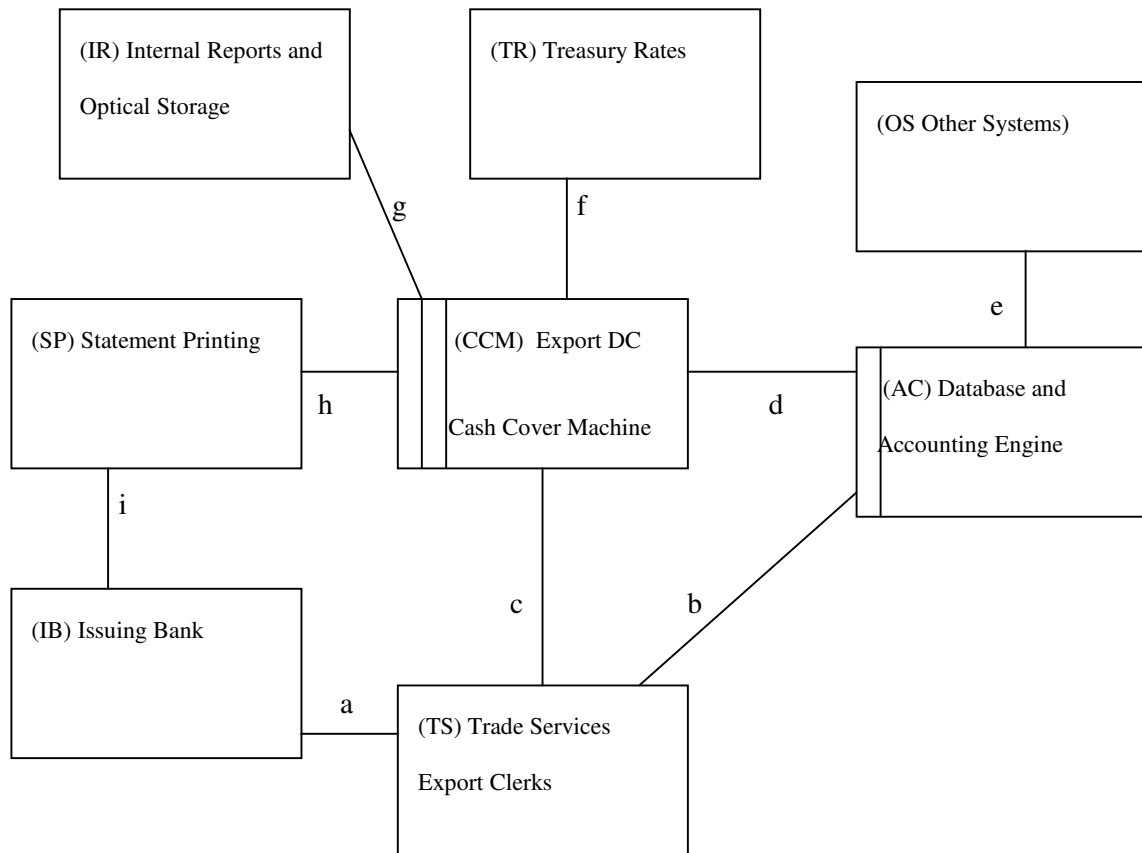 (IR) Internal Reports and
Optical Storage
(TR) Treasury Rates
(OS Other Systems)
g
f
e
(SP) Statement Printing
(CCM) Export DC
Cash Cover Machine
h
d
(AC) Database and
Accounting Engine
i
c
b
(IB) Issuing Bank
a
(TS) Trade Services
Export Clerks